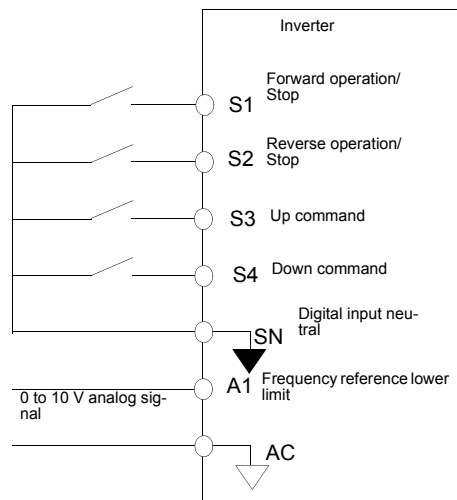 Inverter
S1 Forward operation/
Stop
S2 Reverse operation/
Stop
S3 Up command
S4 Down command
SN Digital input neu-
tral
A1 Frequency reference lower
limit
0 to 10 V analog sig-
nal
AC